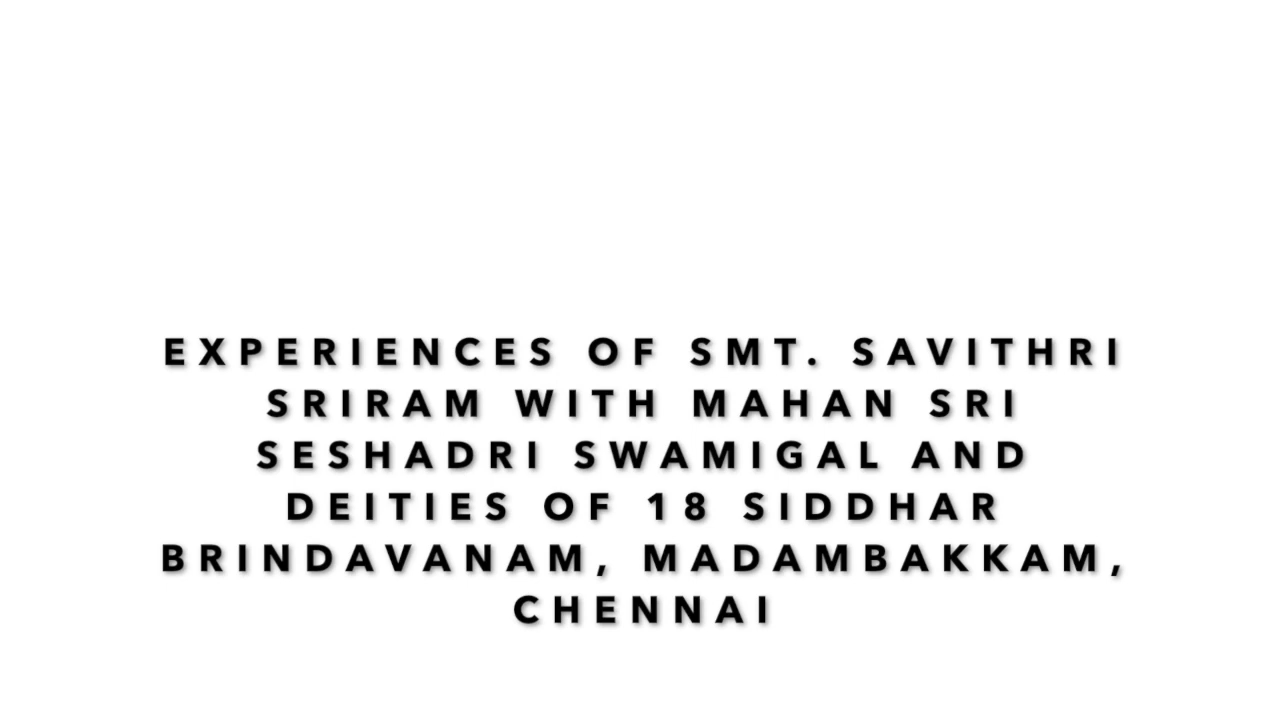 EXPERIENCES OF SMT. SAVITHRI
SRIRAM WITH MAHAN SRI
SESHADRI SWAMIGAL AND
DEITIES OF 18 SIDDHAR
BRINDAVANAM, MADAMBAKKAM,
CHENNAI